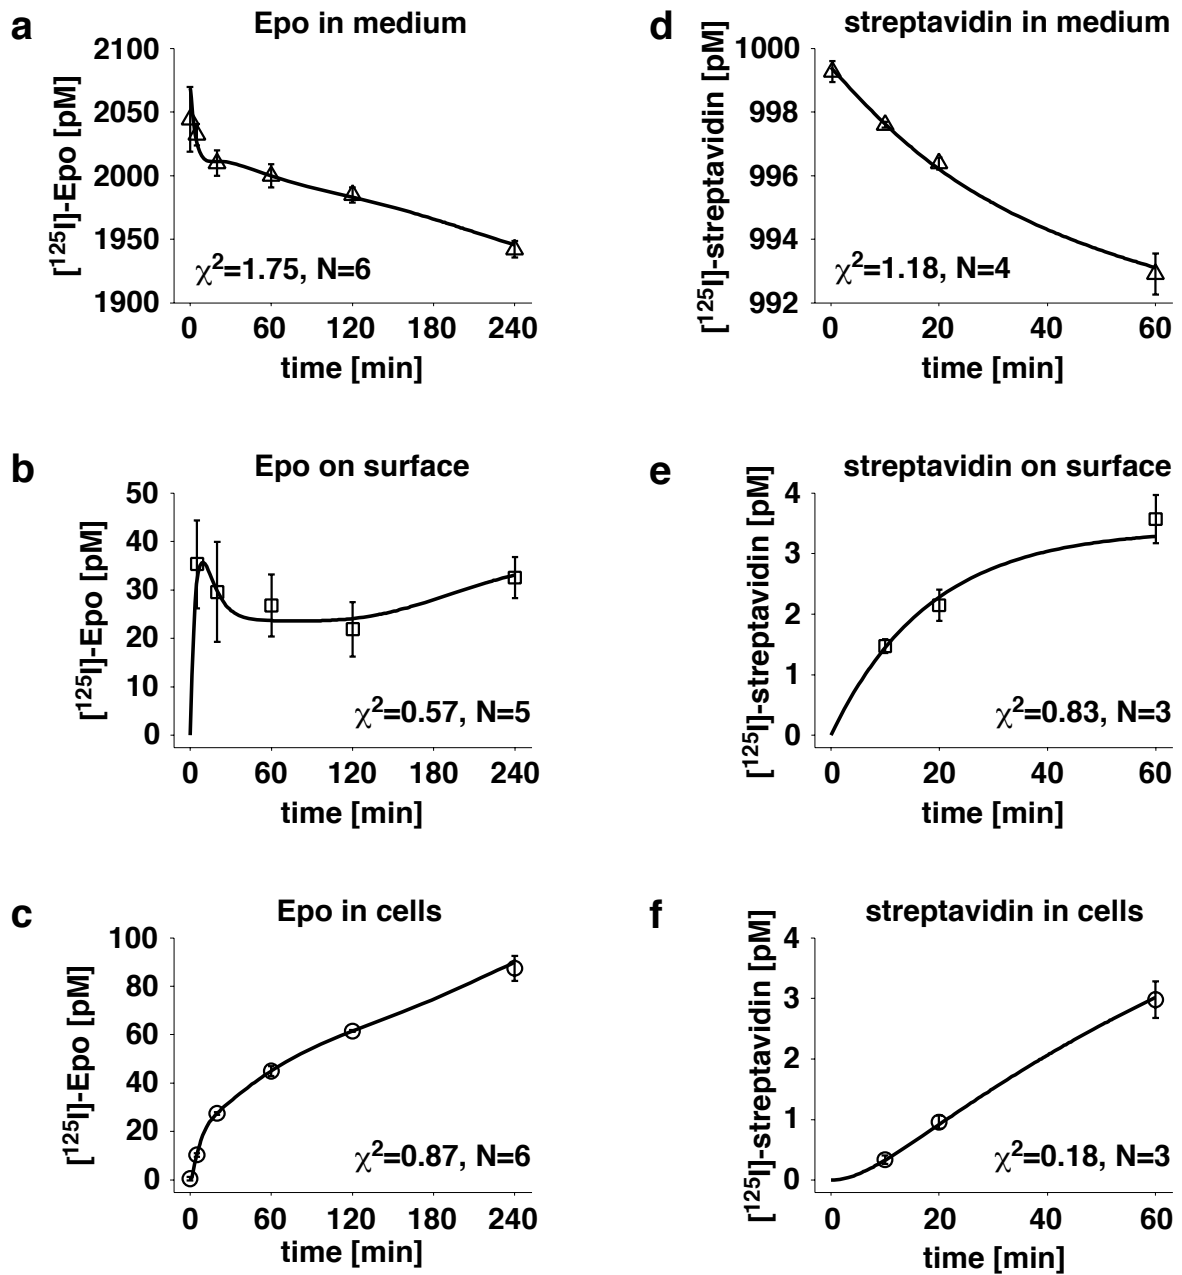 a
Epo in medium
[¹²⁵I]-Epo [pM]
2100
2050
2000
1950
1900
χ²=1.75, N=6
0 60 120 180 240
time [min]
d
streptavidin in medium
[¹²⁵I]-streptavidin [pM]
1000
998
996
994
992
χ²=1.18, N=4
0 20 40 60
time [min]
b
Epo on surface
[¹²⁵I]-Epo [pM]
50
40
30
20
10
0
χ²=0.57, N=5
0 60 120 180 240
time [min]
e
streptavidin on surface
[¹²⁵I]-streptavidin [pM]
4
3
2
1
0
χ²=0.83, N=3
0 20 40 60
time [min]
c
Epo in cells
[¹²⁵I]-Epo [pM]
100
80
60
40
20
0
χ²=0.87, N=6
0 60 120 180 240
time [min]
f
streptavidin in cells
[¹²⁵I]-streptavidin [pM]
4
3
2
1
0
χ²=0.18, N=3
0 20 40 60
time [min]